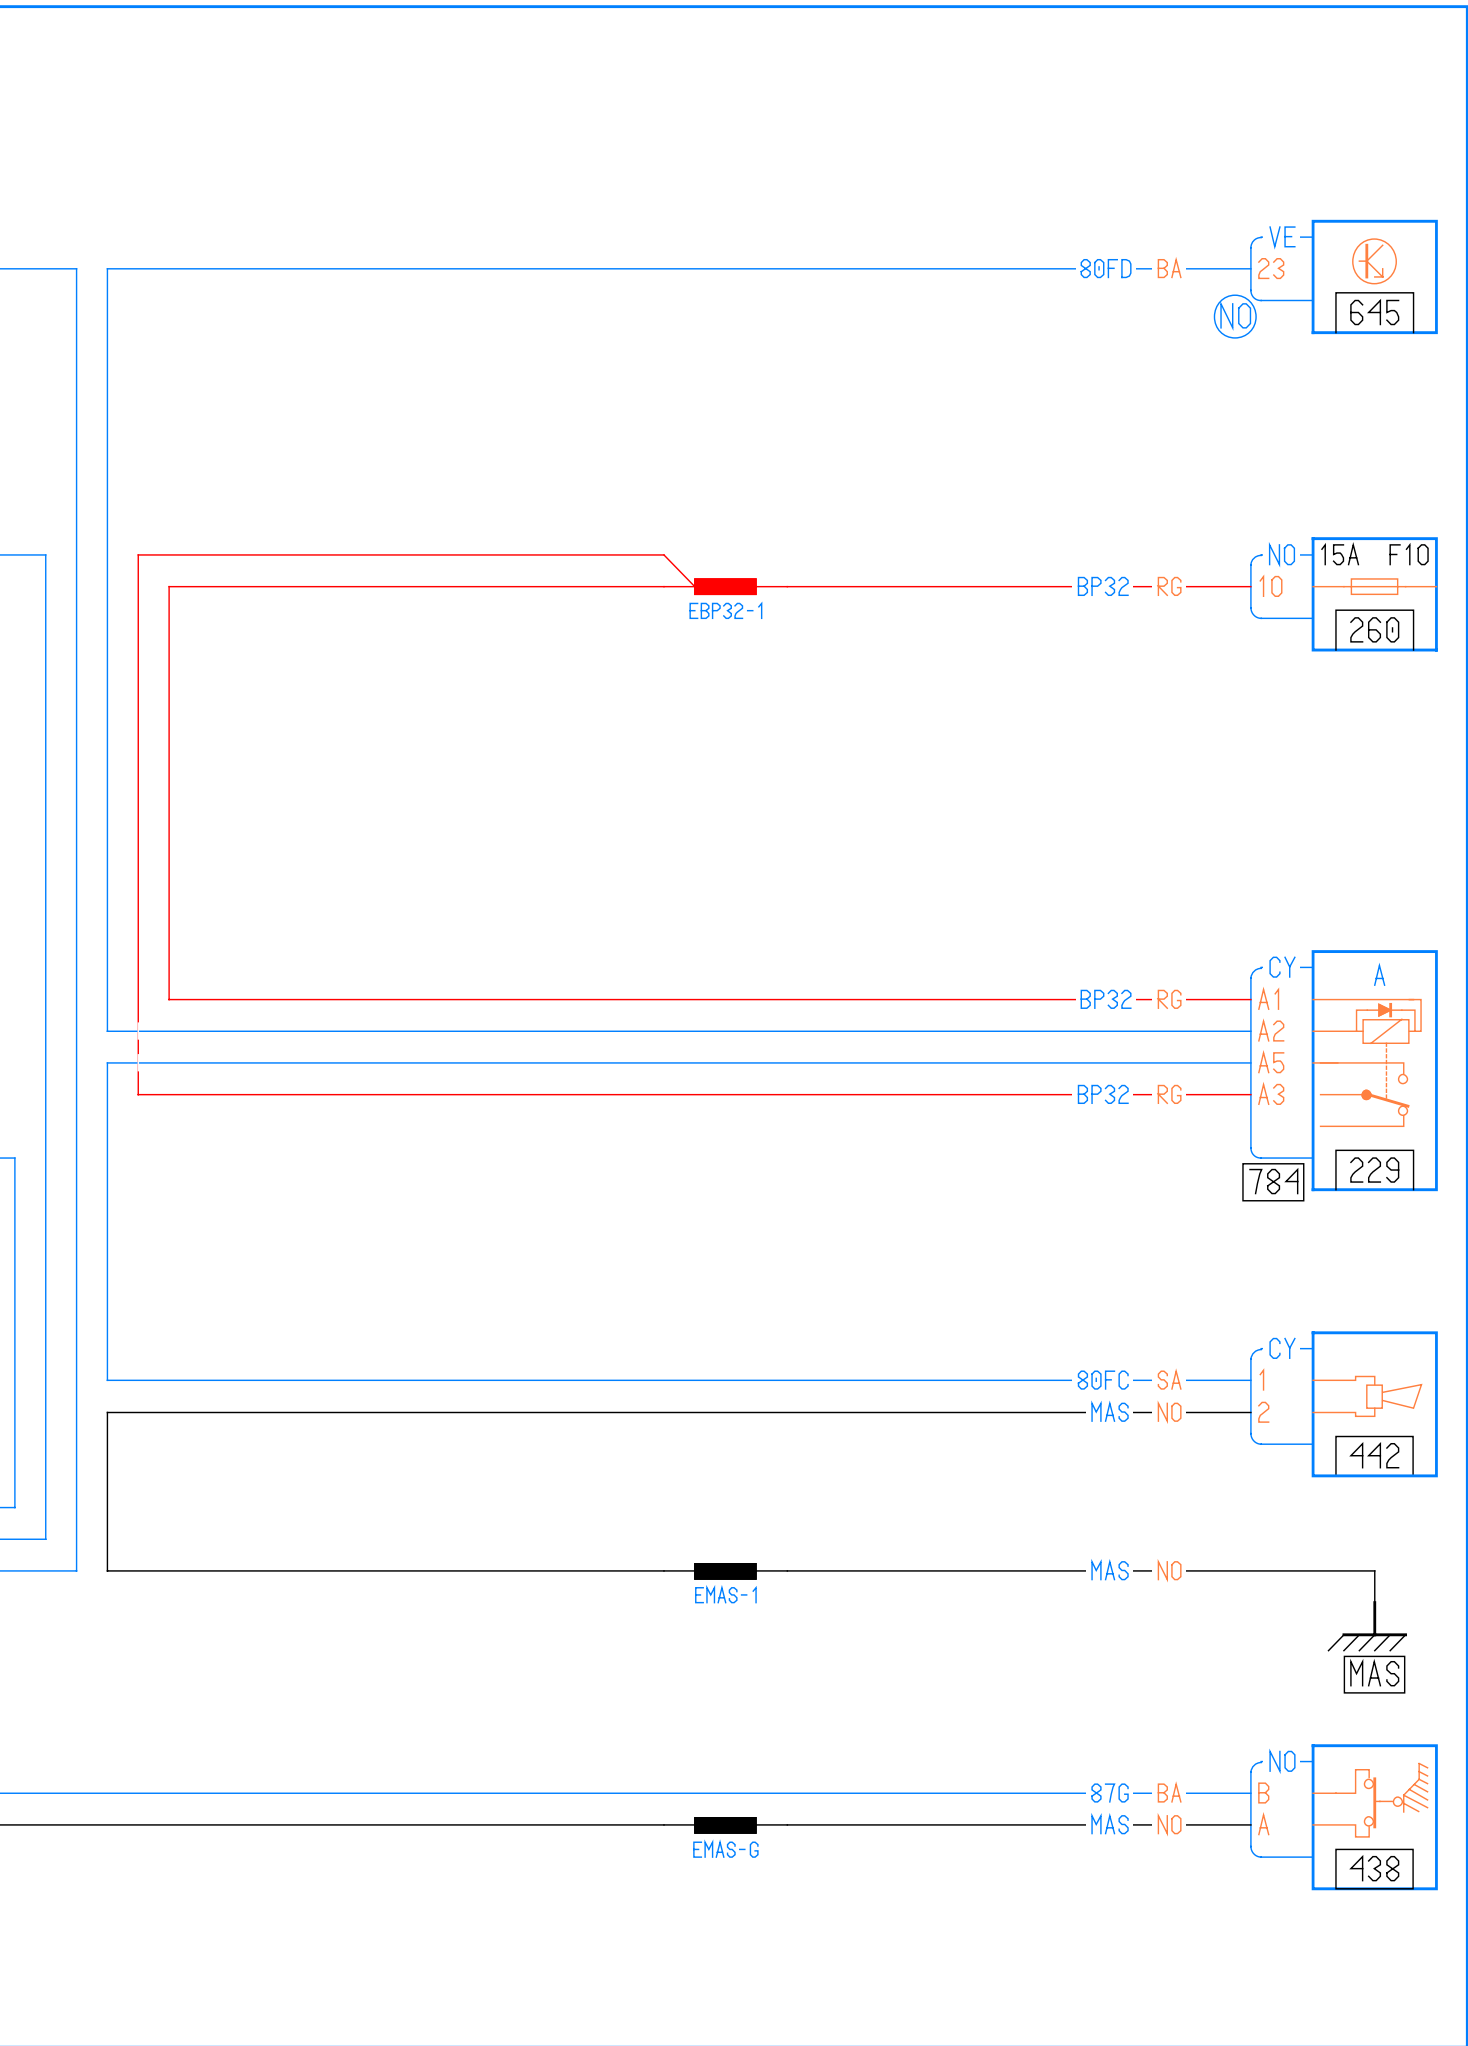 VE
80FD BA 23
NO
645
NO 15A F10
BP32 RG 10
EBP32-1
260
CY A
BP32 RG A1
A2
A5
BP32 RG A3
784 229
CY
80FC SA 1
MAS NO 2
442
MAS NO
EMAS-1
MAS
NO
87G BA B
MAS NO A
EMAS-G
438